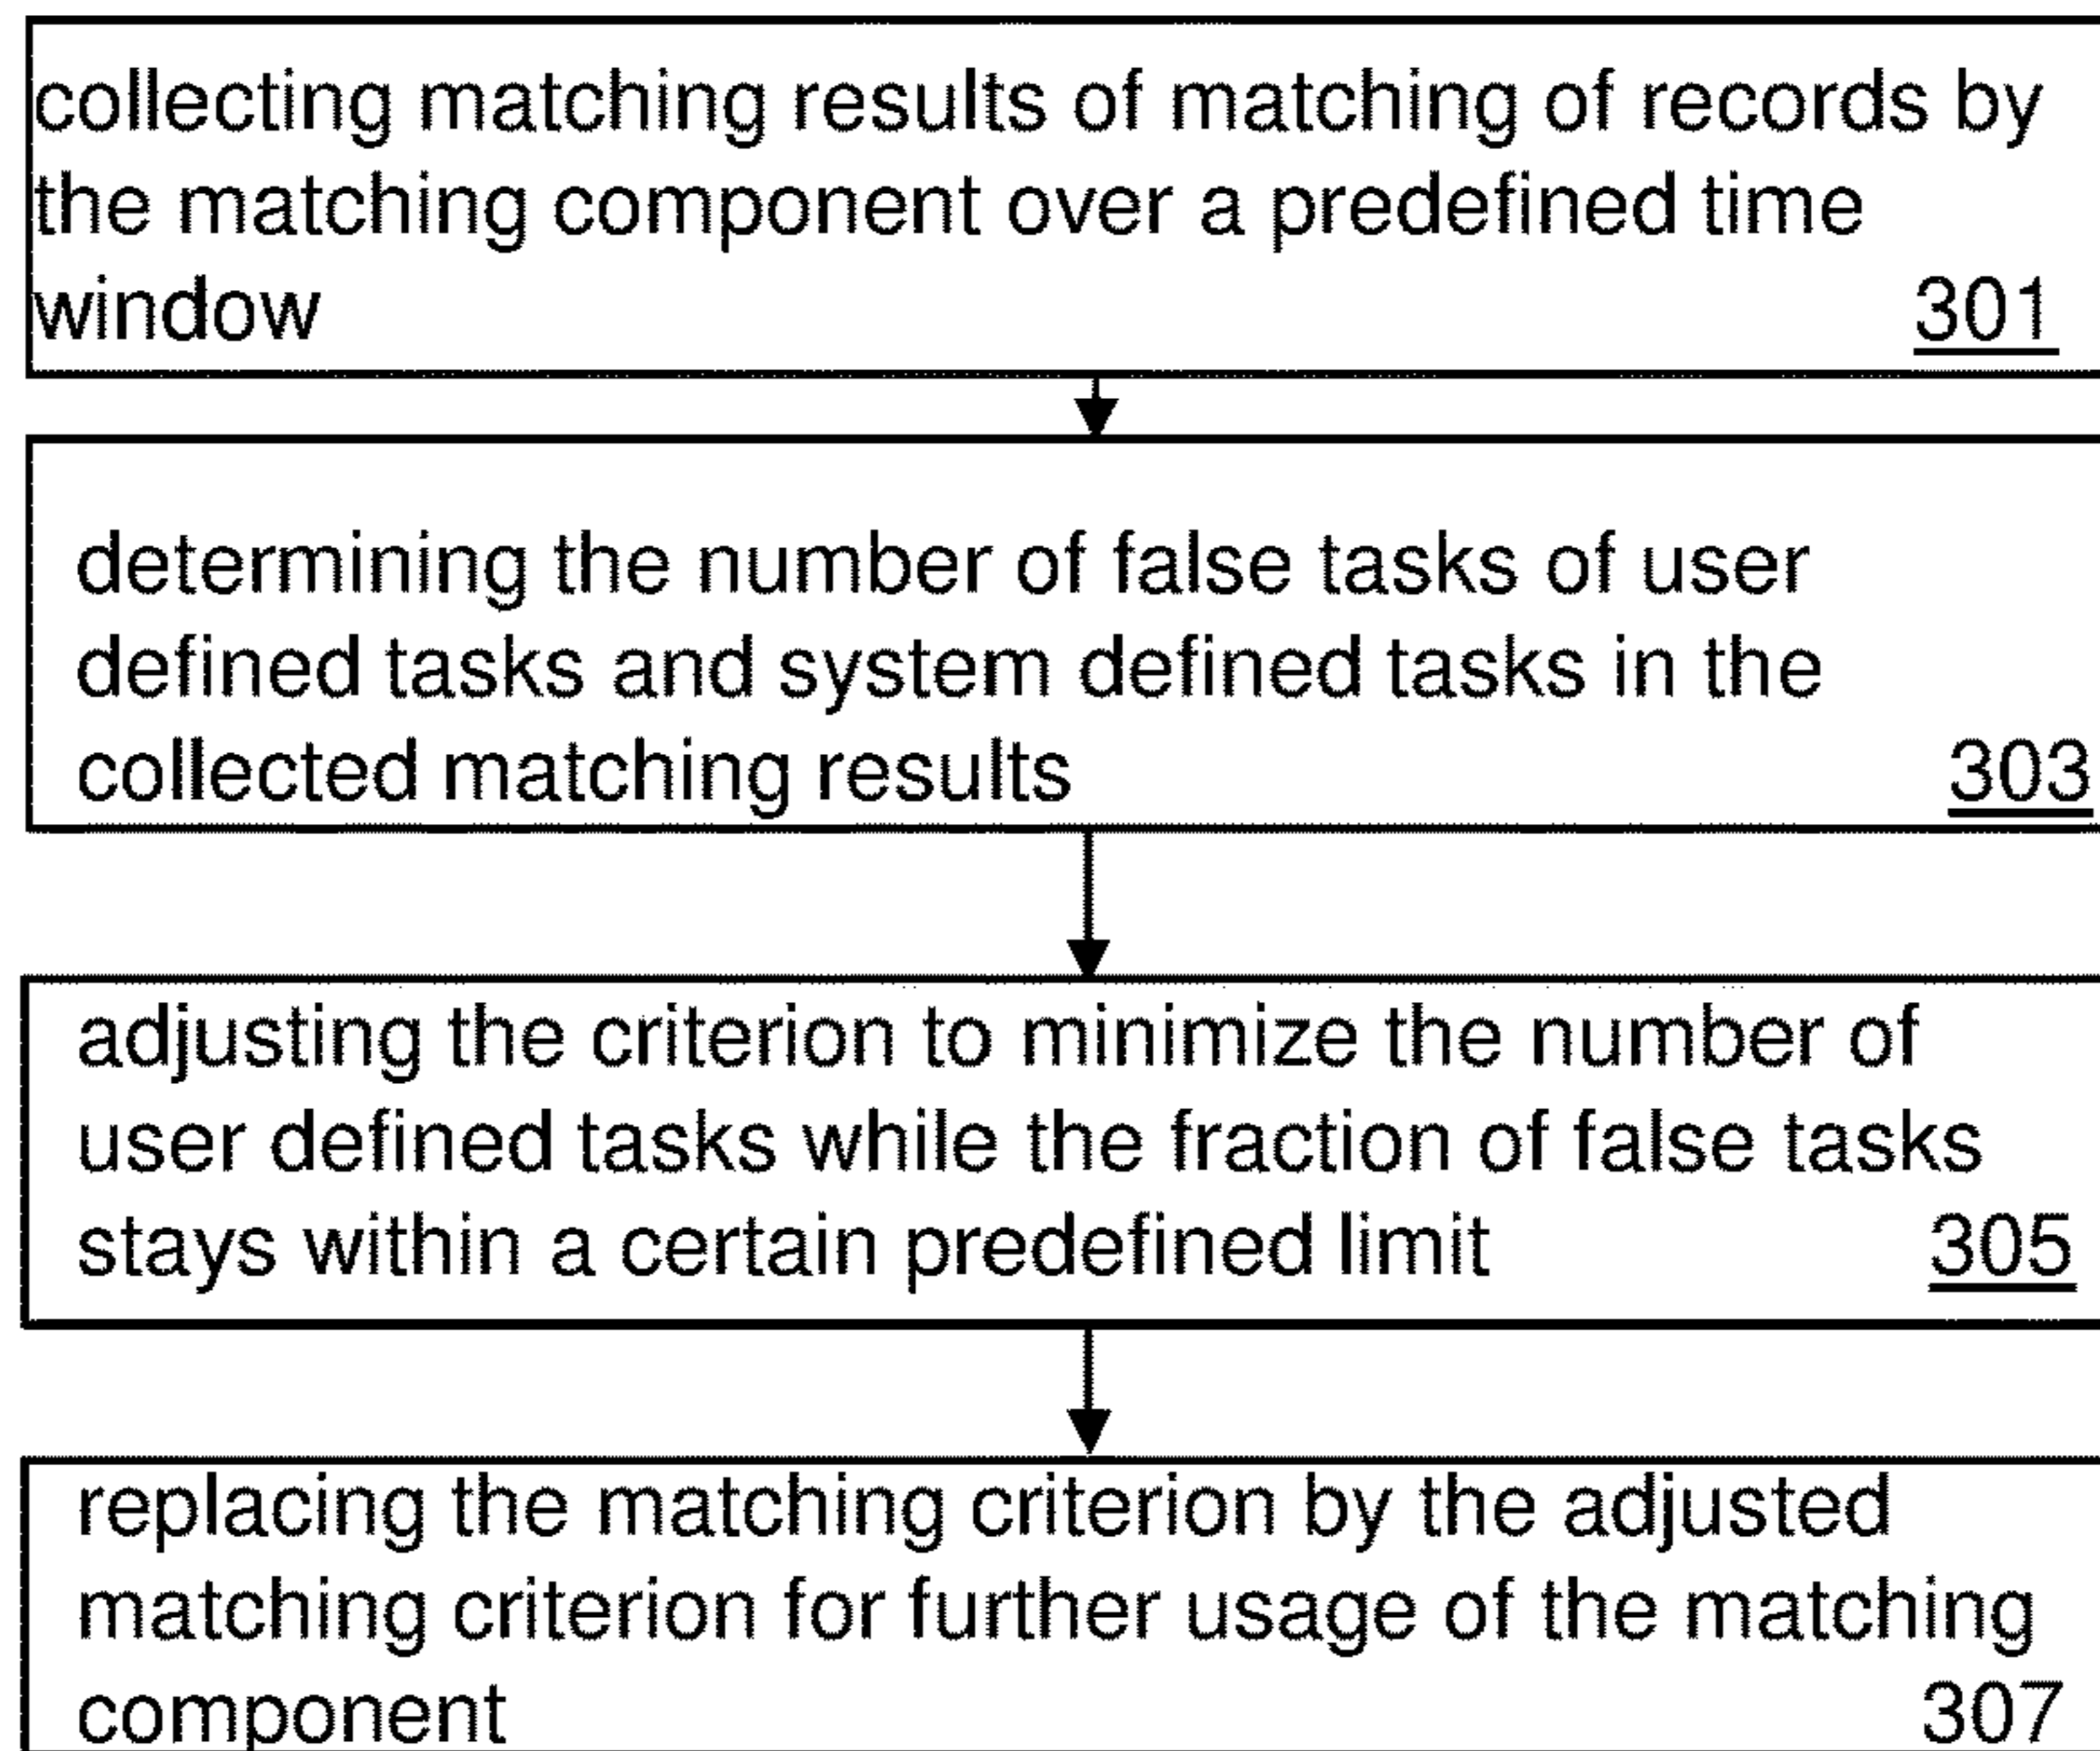 collecting matching results of matching of records by
the matching component over a predefined time
window 301
determining the number of false tasks of user
defined tasks and system defined tasks in the
collected matching results 303
adjusting the criterion to minimize the number of
user defined tasks while the fraction of false tasks
stays within a certain predefined limit 305
replacing the matching criterion by the adjusted
matching criterion for further usage of the matching
component 307